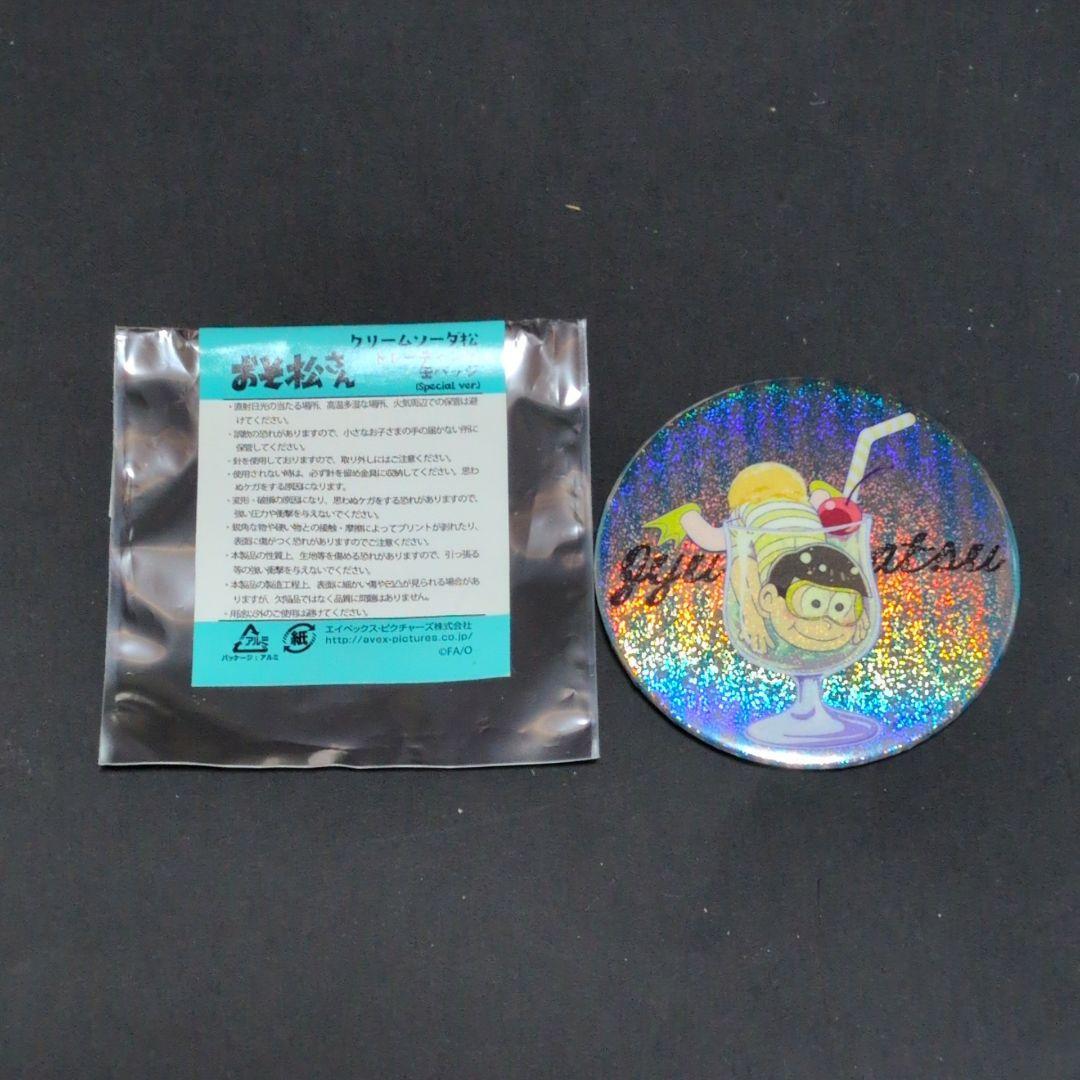 クリームソーダ松
おそ松さん
トレーディング
缶バッジ
(Special ver.)
・直射日光の当たる場所、高温多湿な場所、火気周辺での保管は避
けてください。
・誤飲の恐れがありますので、小さなお子さまの手の届かない所に
保管してください。
・針を使用しておりますので、取り外しにはご注意ください。
・使用されない時は、必ず針を留め金具に収納してください。思わ
ぬケガをする原因になります。
・変形・破損の原因になり、思わぬケガをする恐れがありますので、
強い圧力や衝撃を与えないでください。
・鋭角な物や硬い物との接触・摩擦によってプリントが剥れたり、
表面に傷がつく恐れがありますのでご注意ください。
・本製品の性質上、生地等を傷める恐れがありますので、引っ張る
等の強い衝撃を与えないでください。
・本製品の製造工程上、表面に細かい傷や凹凸が見られる場合があ
りますが、欠陥品ではなく品質に問題はありません。
・用途以外のご使用は避けてください。
アルミ
紙
パッケージ：アルミ
エイベックス・ピクチャーズ株式会社
http://avex-pictures.co.jp/
©FA/O